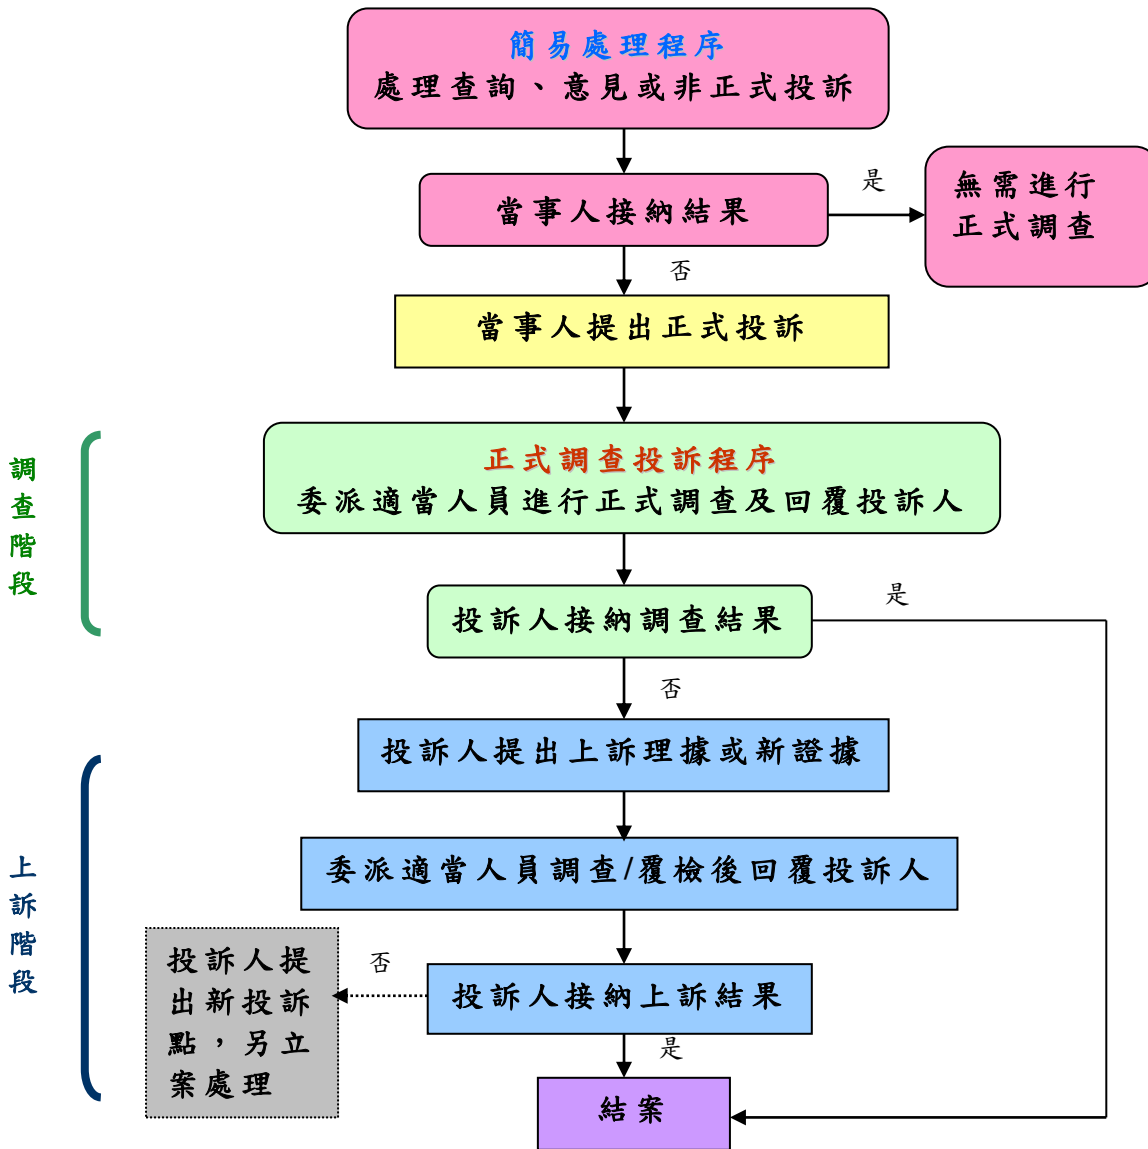 簡易處理程序
處理查詢、意見或非正式投訴
當事人接納結果
是
無需進行
正式調查
否
當事人提出正式投訴
調
查
階
段
正式調查投訴程序
委派適當人員進行正式調查及回覆投訴人
投訴人接納調查結果
是
否
投訴人提出上訴理據或新證據
委派適當人員調查/覆檢後回覆投訴人
上
訴
階
段
投訴人提
出新投訴
點，另立
案處理
否
投訴人接納上訴結果
是
結案